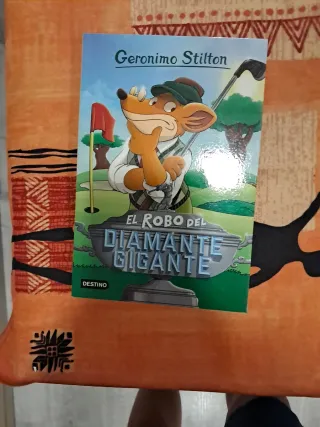 Geronimo Stilton
EL ROBO DEL
DIAMANTE
GIGANTE
DESTINO